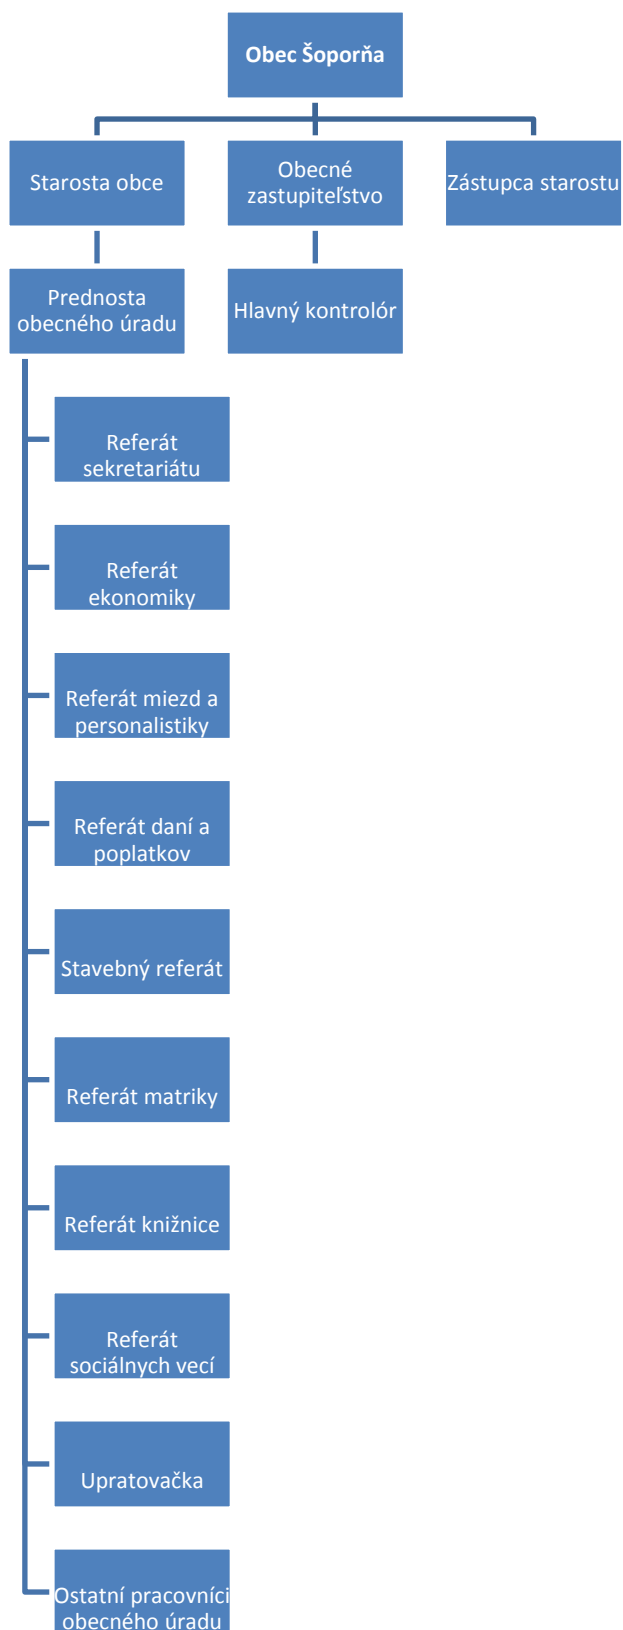 Obec Šoporňa
Starosta obce
Obecné
zastupiteľstvo
Zástupca starostu
Prednosta
obecného úradu
Hlavný kontrolór
Referát
sekretariátu
Referát
ekonomiky
Referát miezd a
personalistiky
Referát daní a
poplatkov
Stavebný referát
Referát matriky
Referát knižnice
Referát
sociálnych vecí
Upratovačka
Ostatní pracovníci
obecného úradu